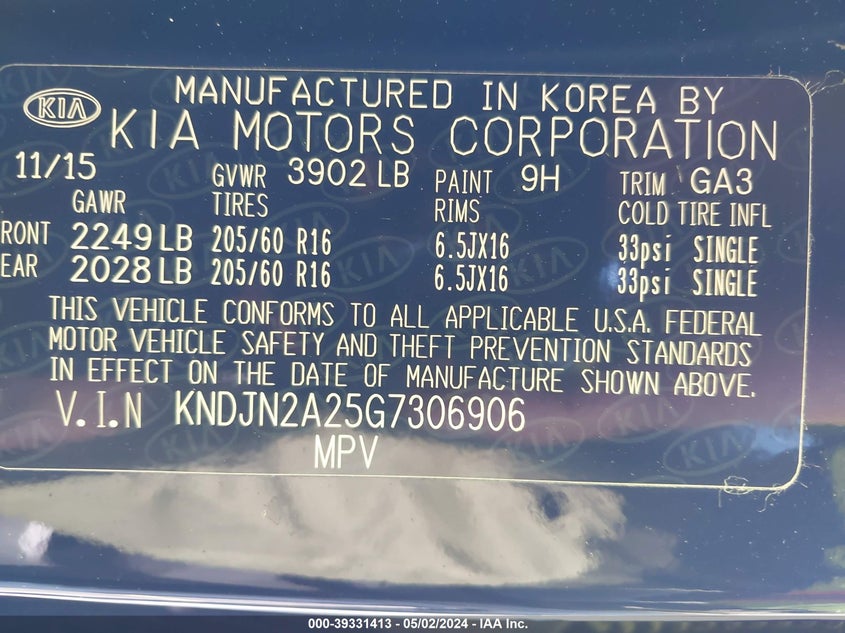 KIA
MANUFACTURED IN KOREA BY
KIA MOTORS CORPORATION
11/15 GVWR 3902 LB PAINT 9H TRIM GA3
GAWR TIRES RIMS COLD TIRE INFL
RONT 2249 LB 205/60 R16 6.5JX16 33psi SINGLE
EAR 2028 LB 205/60 R16 6.5JX16 33psi SINGLE
THIS VEHICLE CONFORMS TO ALL APPLICABLE U.S.A. FEDERAL
MOTOR VEHICLE SAFETY AND THEFT PREVENTION STANDARDS
IN EFFECT ON THE DATE OF MANUFACTURE SHOWN ABOVE.
V.I.N KNDJN2A25G7306906
MPV
000-39331413 - 05/02/2024 - IAA Inc.